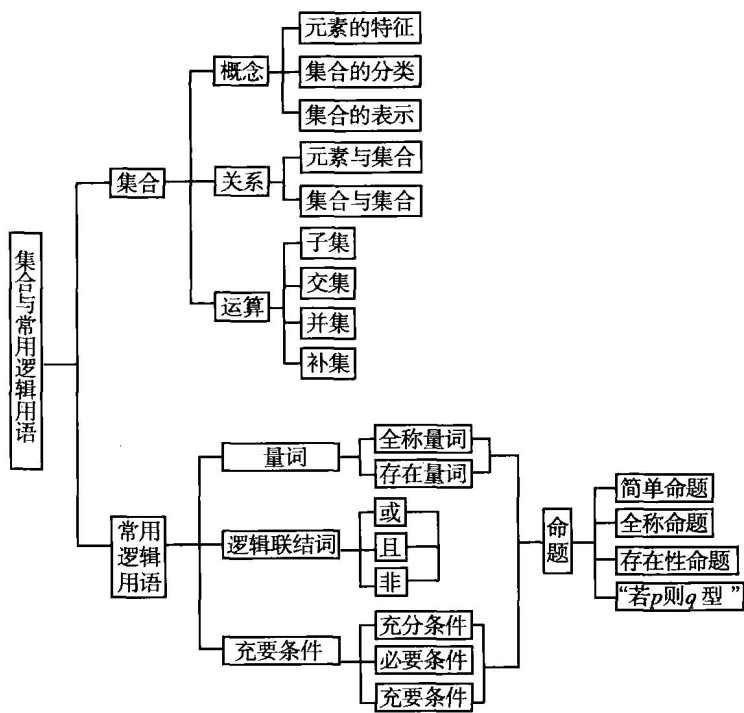 集合与常用逻辑用语
集合
概念
元素的特征
集合的分类
集合的表示
关系
元素与集合
集合与集合
运算
子集
交集
并集
补集
常用
逻辑
用语
量词
全称量词
存在量词
逻辑联结词
或
且
非
充要条件
充分条件
必要条件
充要条件
命题
简单命题
全称命题
存在性命题
“若p则q型”